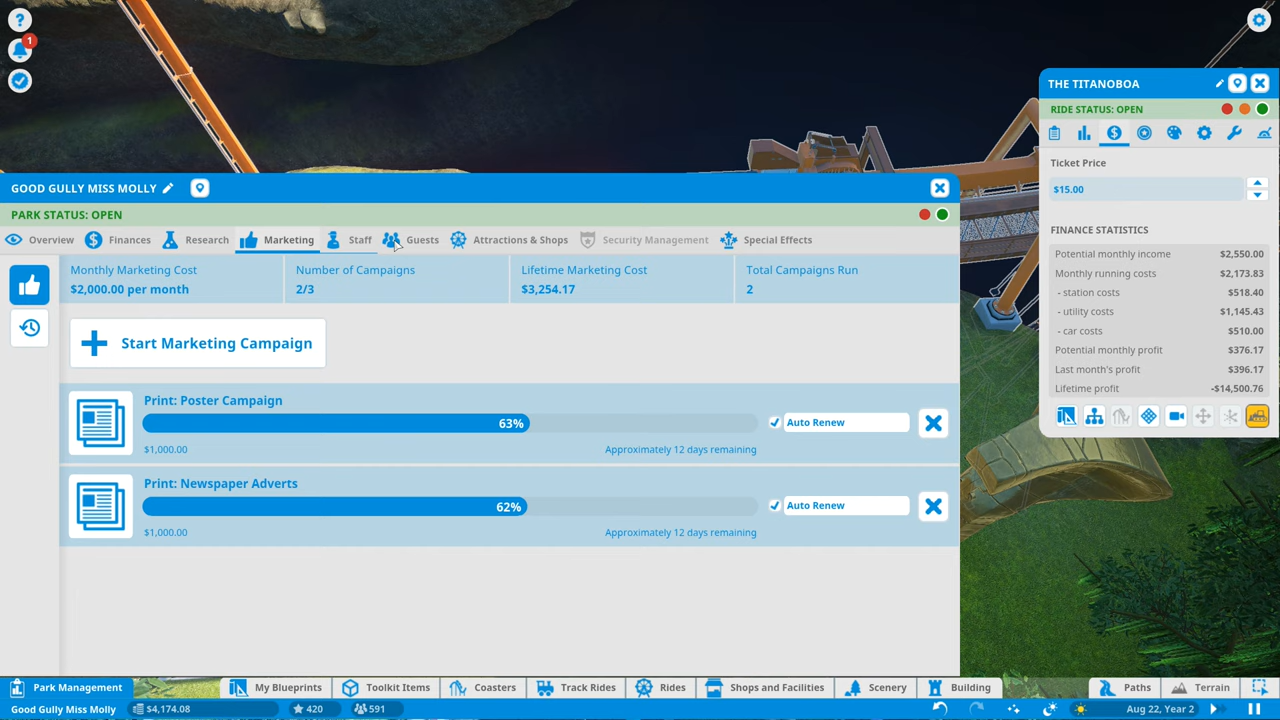 ?
1
THE TITANOBOA
RIDE STATUS: OPEN
Ticket Price
$15.00
FINANCE STATISTICS
Potential monthly income $2,550.00
Monthly running costs $2,173.83
- station costs $518.40
- utility costs $1,145.43
- car costs $510.00
Potential monthly profit $376.17
Last month's profit $396.17
Lifetime profit -$14,500.76
GOOD GULLY MISS MOLLY
PARK STATUS: OPEN
Overview Finances Research Marketing Staff Guests Attractions & Shops Security Management Special Effects
Monthly Marketing Cost Number of Campaigns Lifetime Marketing Cost Total Campaigns Run
$2,000.00 per month 2/3 $3,254.17 2
Start Marketing Campaign
Print: Poster Campaign
63% Auto Renew
$1,000.00 Approximately 12 days remaining
Print: Newspaper Adverts
62% Auto Renew
$1,000.00 Approximately 12 days remaining
Park Management My Blueprints Toolkit Items Coasters Track Rides Rides Shops and Facilities Scenery Building Paths Terrain
Good Gully Miss Molly $4,174.08 420 591 Aug 22, Year 2